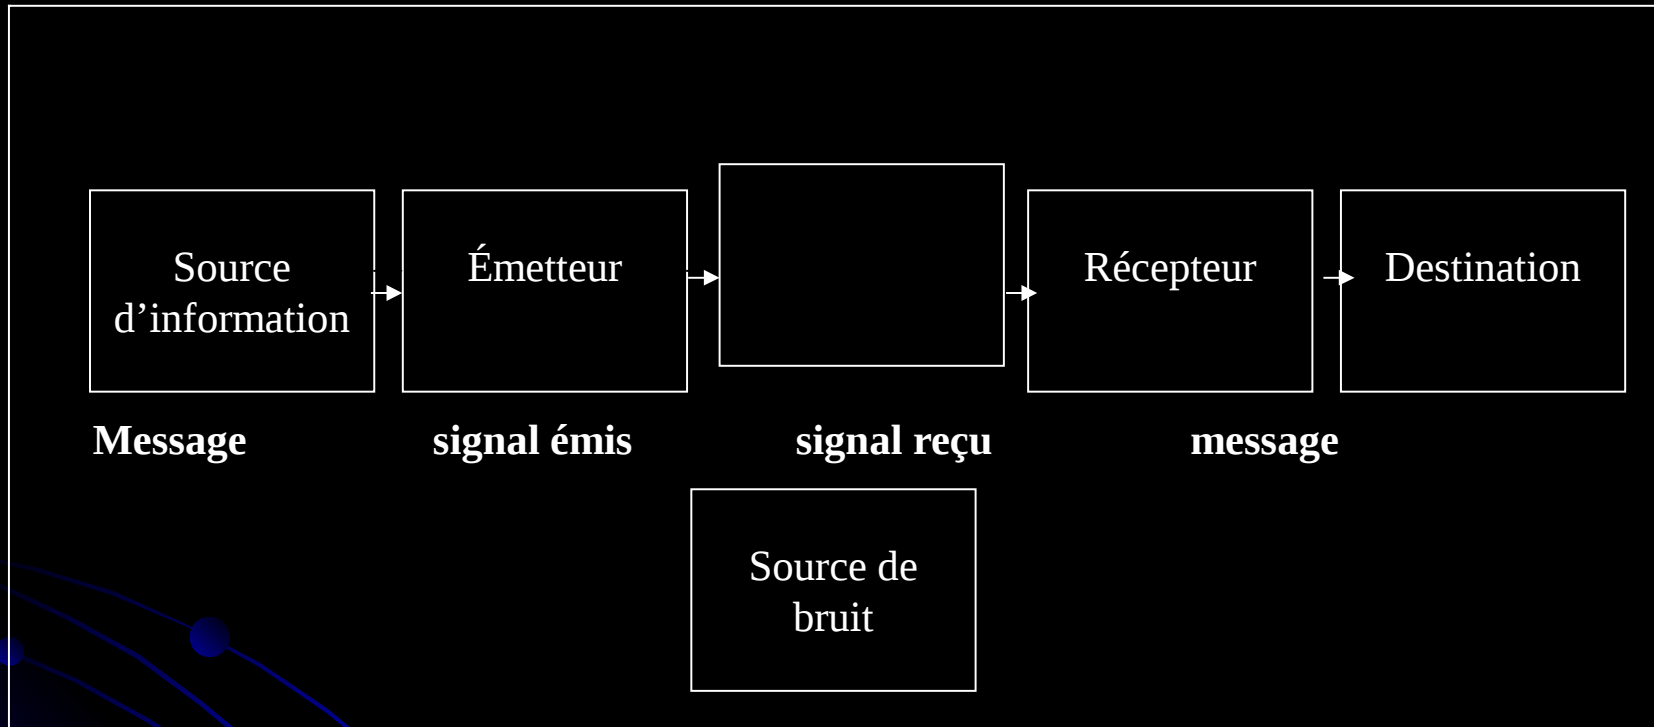 Source
d’information
Émetteur
Récepteur
Destination
Message
signal émis
signal reçu
message
Source de
bruit